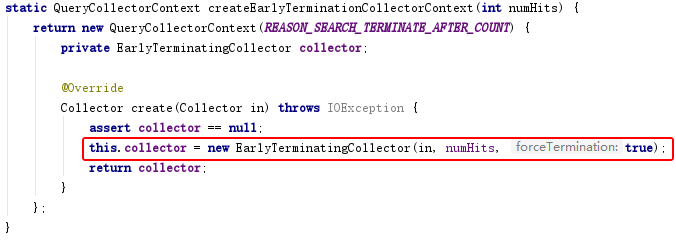 static QueryCollectorContext createEarlyTerminationCollectorContext(int numHits) {
    return new QueryCollectorContext(REASON_SEARCH_TERMINATE_AFTER_COUNT) {
        private EarlyTerminatingCollector collector;
        @Override
        Collector create(Collector in) throws IOException {
            assert collector == null;
            this.collector = new EarlyTerminatingCollector(in, numHits, forceTermination: true);
            return collector;
        }
    };
}